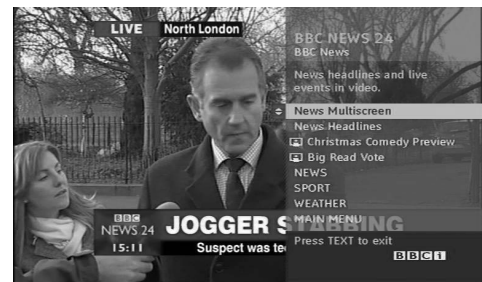 LIVE North London
BBC NEWS 24
BBC News
News headlines and live
events in video.
News Multiscreen
News Headlines
Christmas Comedy Preview
Big Read Vote
NEWS
SPORT
WEATHER
MAIN MENU
Press TEXT to exit
BBC 1
BBC
NEWS 24
15:11
JOGGER STABBING
Suspect was